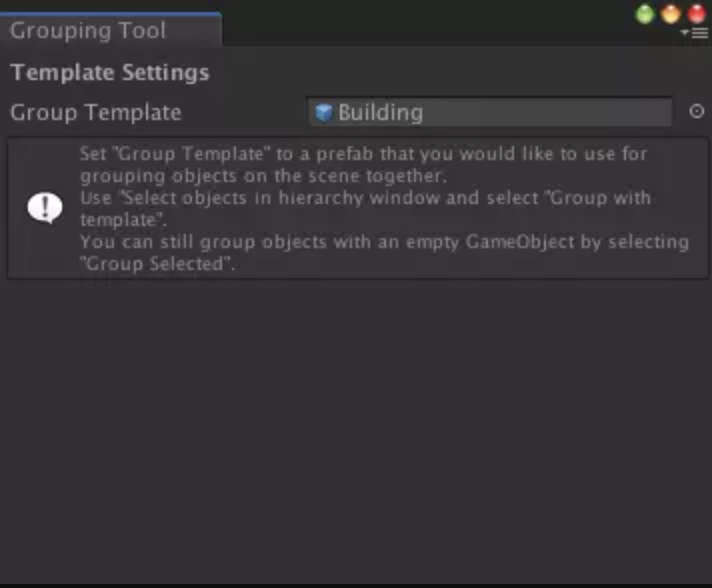 Grouping Tool
Template Settings
Group Template
Building
Set "Group Template" to a prefab that you would like to use for
grouping objects on the scene together.
Use "Select objects in hierarchy window and select "Group with
template".
You can still group objects with an empty GameObject by selecting
"Group Selected".